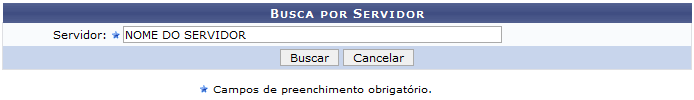 Busca por Servidor
Servidor: NOME DO SERVIDOR
Buscar Cancelar
Campos de preenchimento obrigatório.